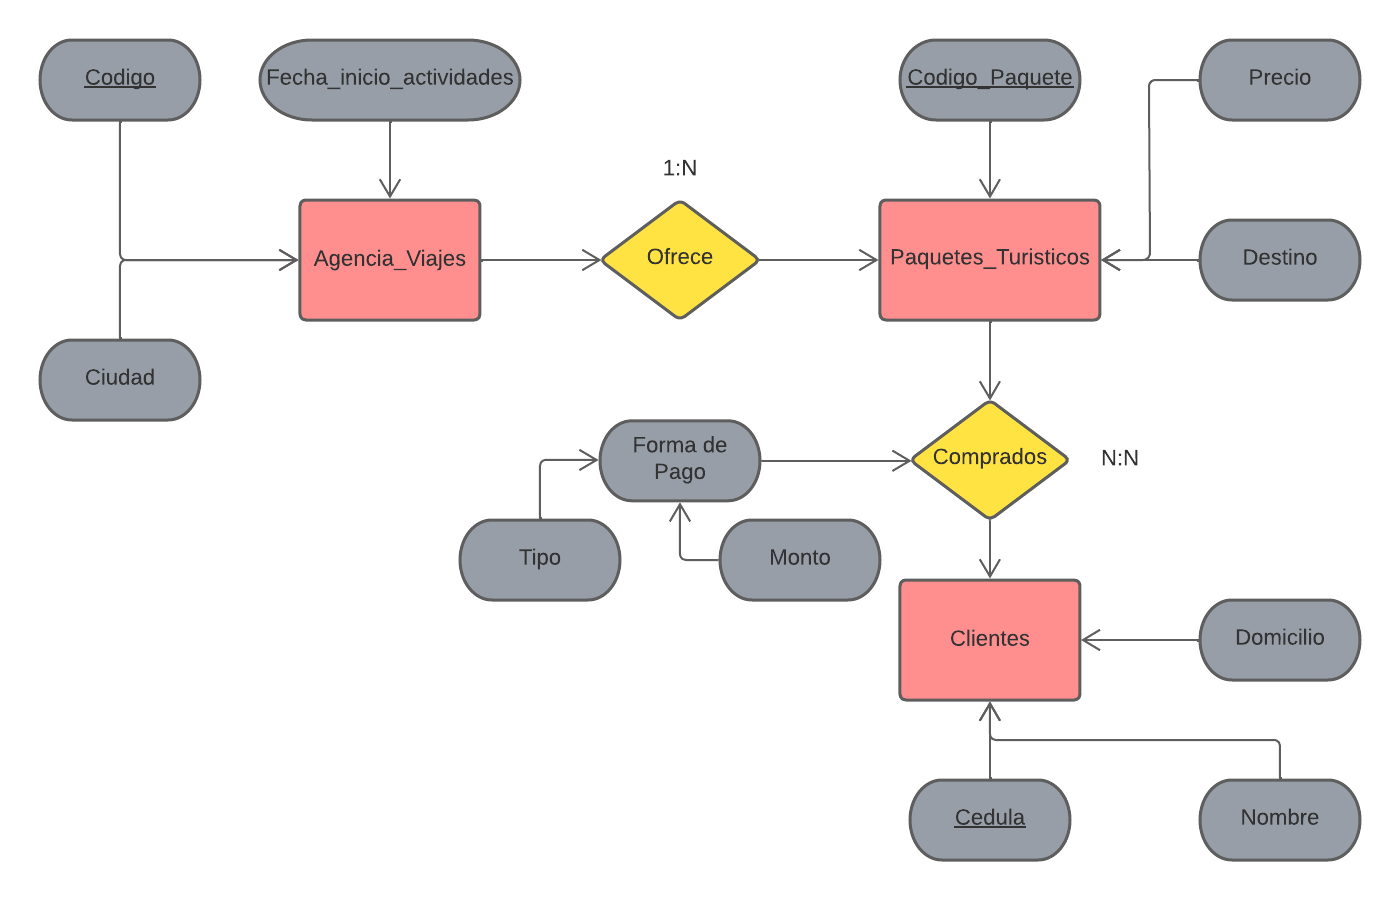 Codigo
Fecha_inicio_actividades
Codigo_Paquete
Precio
1:N
Agencia_Viajes
Ofrece
Paquetes_Turisticos
Destino
Ciudad
Forma de
Pago
Comprados
N:N
Tipo
Monto
Clientes
Domicilio
Cedula
Nombre